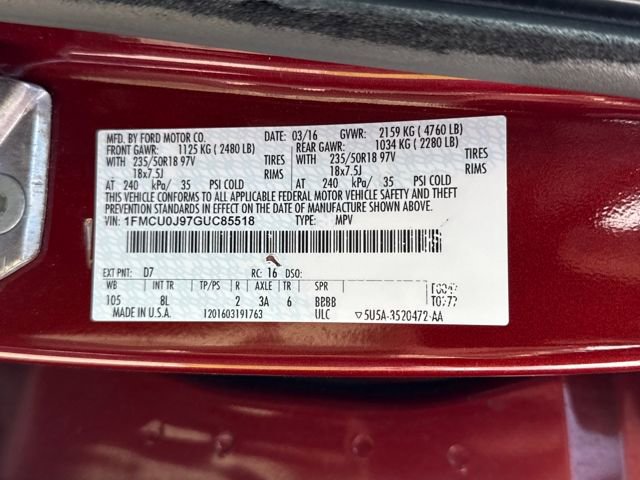 MFD. BY FORD MOTOR CO. DATE: 03/16 GVWR: 2159 KG ( 4760 LB)
FRONT GAWR: 1125 KG ( 2480 LB) REAR GAWR: 1034 KG ( 2280 LB)
WITH 235/50R18 97V TIRES WITH 235/50R18 97V TIRES
18x7.5J RIMS 18x7.5J RIMS
AT 240 kPa/ 35 PSI COLD AT 240 kPa/ 35 PSI COLD
THIS VEHICLE CONFORMS TO ALL APPLICABLE FEDERAL MOTOR VEHICLE SAFETY AND THEFT
PREVENTION STANDARDS IN EFFECT ON THE DATE OF MANUFACTURE SHOWN ABOVE.
VIN: 1FMCU0J97GUC85518 TYPE: MPV
EXT PNT: D7 RC: 16 DSO:
WB INT TR TP/PS R AXLE TR SPR
105 8L 2 3A 6 BBBB
MADE IN U.S.A. 1201603191763 ULC ▽5U5A-3520472-AA